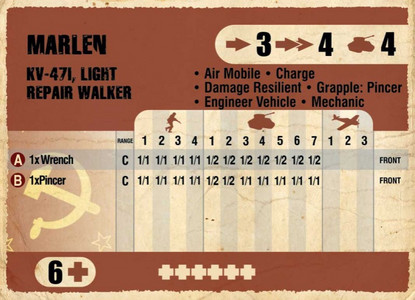 MARLEN → 3 →→ 4 4
KV-47I, LIGHT
REPAIR WALKER
• Air Mobile • Charge
• Damage Resilient • Grapple: Pincer
• Engineer Vehicle • Mechanic
RANGE 1 2 3 4 1 2 3 4 5 6 7 1 2 3
A 1x Wrench C 1/1 1/1 1/1 1/1 1/2 1/2 1/2 1/2 1/2 1/2 1/2 FRONT
B 1xPincer C 1/1 1/1 1/1 1/1 1/2 1/2 1/1 1/1 1/1 1/1 1/1 FRONT
6